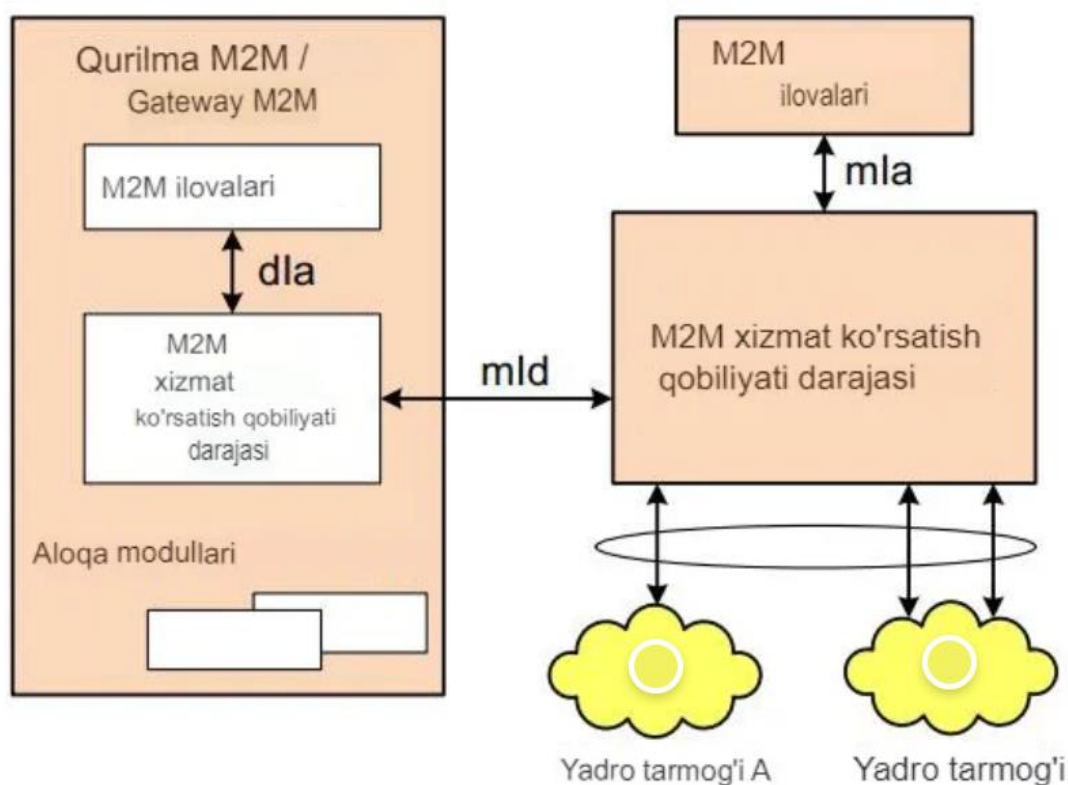 Qurilma M2M /
Gateway M2M
M2M ilovalari
dla
M2M
xizmat
ko'rsatish qobiliyati
darajasi
Aloqa modullari
mld
M2M
ilovalari
mla
M2M xizmat ko'rsatish
qobiliyati darajasi
Yadro tarmog'i A
Yadro tarmog'i